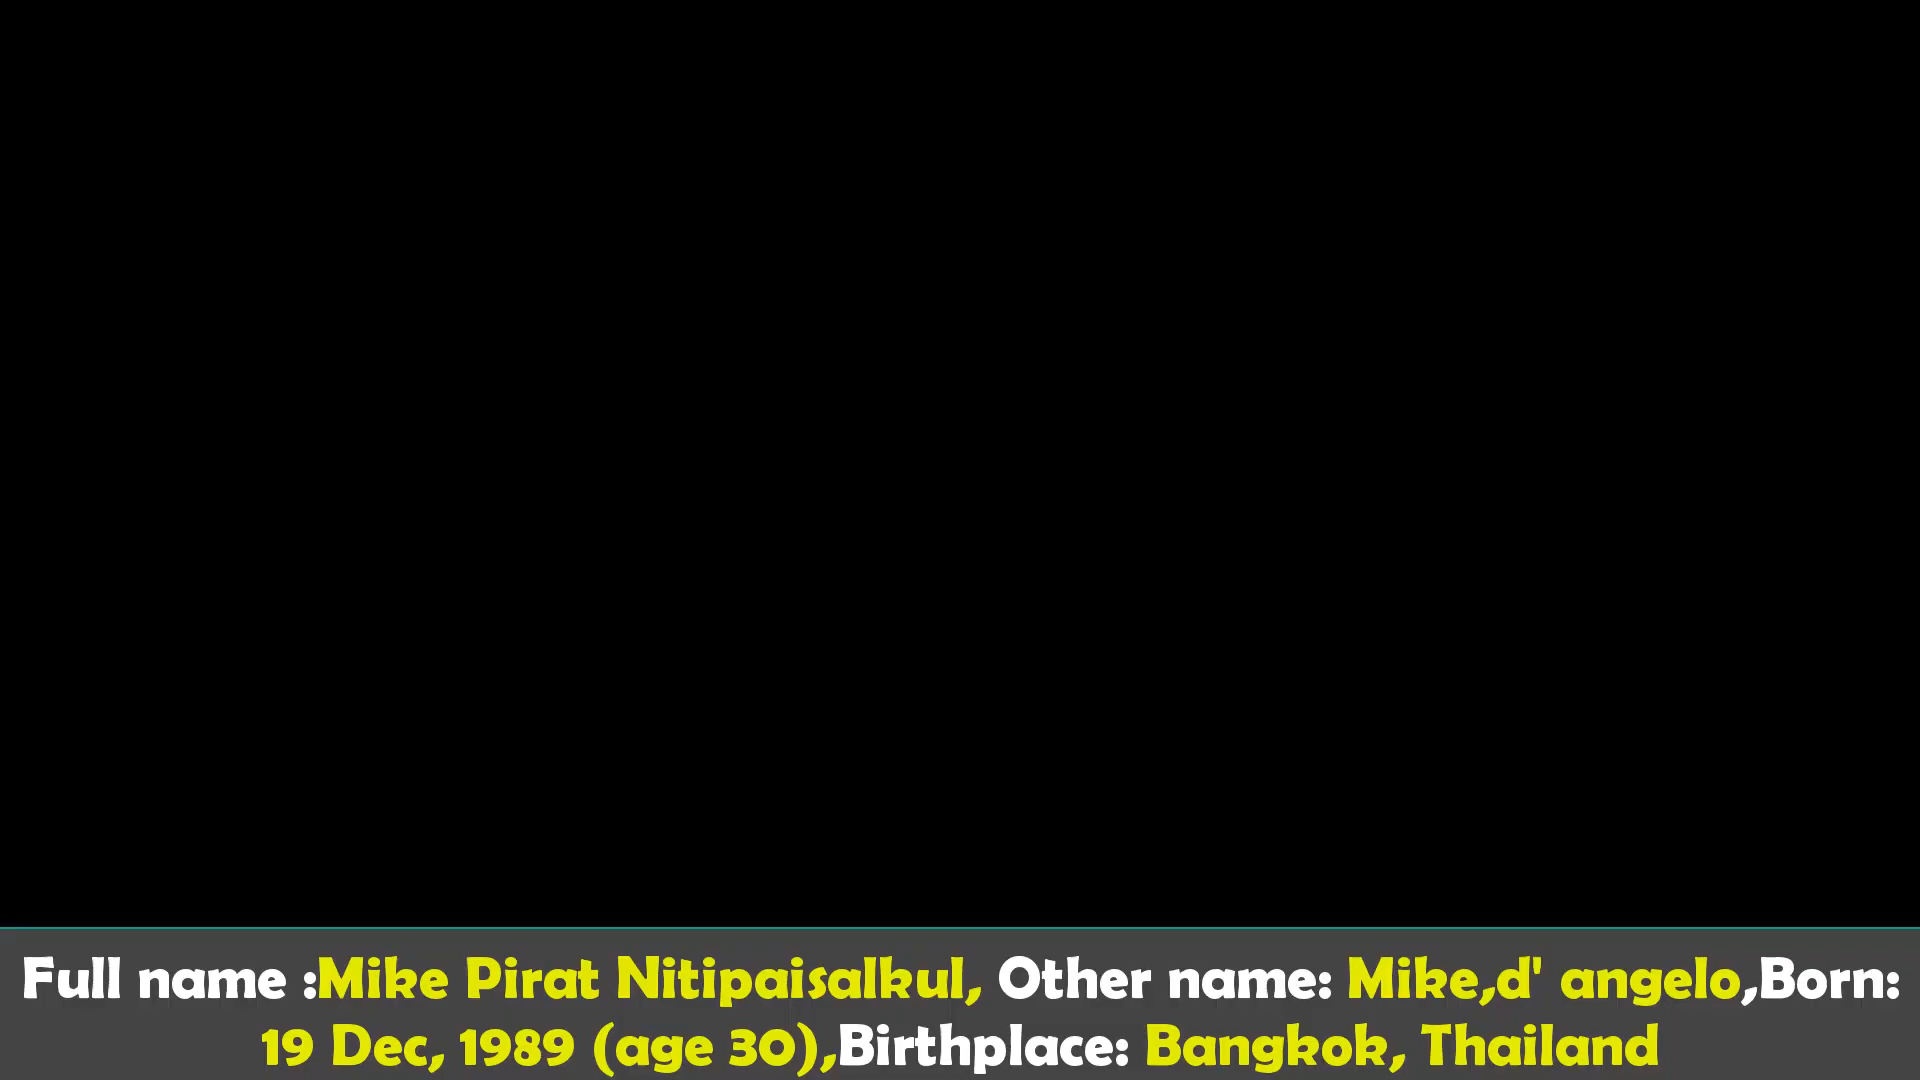 Full name :Mike Pirat Nitipaisalkul, Other name: Mike,d' angelo,Born:
19 Dec, 1989 (age 30),Birthplace: Bangkok, Thailand